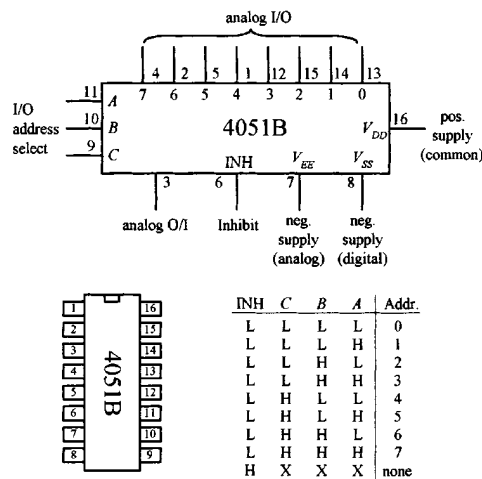 analog I/O
4 2 5 1 12 15 14 13
7 6 5 4 3 2 1 0
11 A
I/O
address
select
10 B
9 C
4051B
16
V_DD
pos.
supply
(common)
INH V_EE V_SS
3 6 7 8
analog O/I
Inhibit
neg.
supply
(analog)
neg.
supply
(digital)
1 16
2 15
3 14
4 13
5 12
6 11
7 10
8 9
4051B
INH C B A Addr.
L L L L 0
L L L H 1
L L H L 2
L L H H 3
L H L L 4
L H L H 5
L H H L 6
L H H H 7
H X X X none